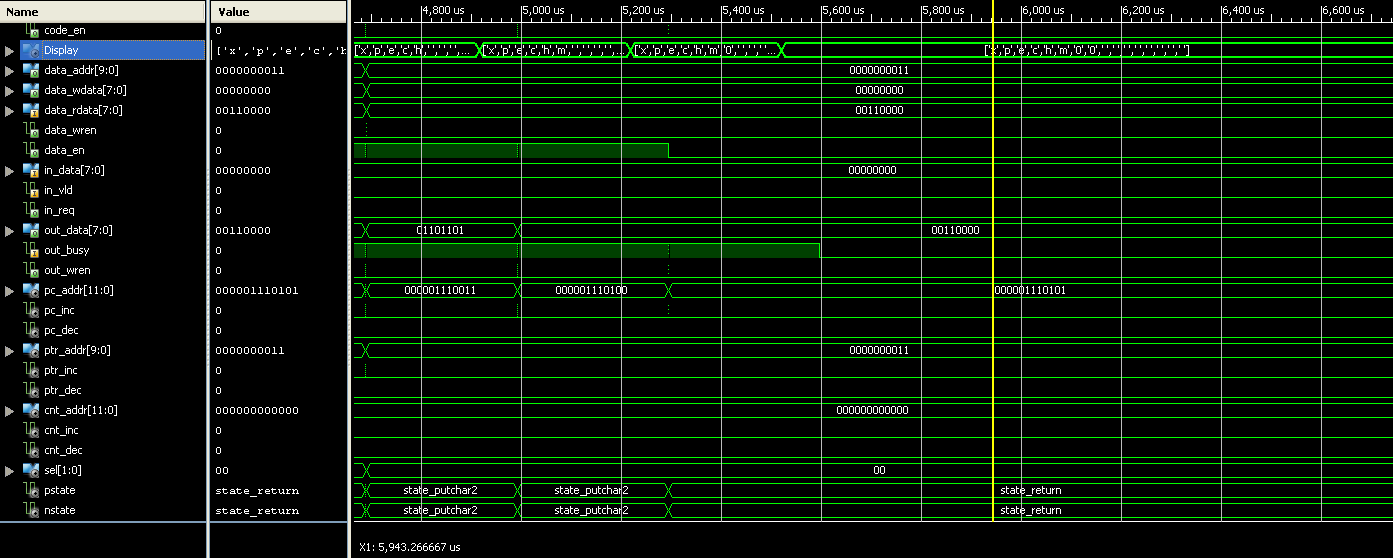 Name Value 4,800 us 5,000 us 5,200 us 5,400 us 5,600 us 5,800 us 6,000 us 6,200 us 6,400 us 6,600 us
code_en 0
Display ['x','p','e','c','h
data_addr[9:0] 0000000011 0000000011
data_wdata[7:0] 00000000 00000000
data_rdata[7:0] 00110000 00110000
data_wren 0
data_en 0
in_data[7:0] 00000000 00000000
in_vld 0
in_req 0
out_data[7:0] 00110000 01101101 00110000
out_busy 0
out_wren 0
pc_addr[11:0] 000001110101 000001110011 000001110100 000001110101
pc_inc 0
pc_dec 0
ptr_addr[9:0] 0000000011 0000000011
ptr_inc 0
ptr_dec 0
cnt_addr[11:0] 000000000000 000000000000
cnt_inc 0
cnt_dec 0
sel[1:0] 00 00
pstate state_return state_putchar2 state_putchar2 state_return
nstate state_return state_putchar2 state_putchar2 state_return
X1: 5,943.266667 us